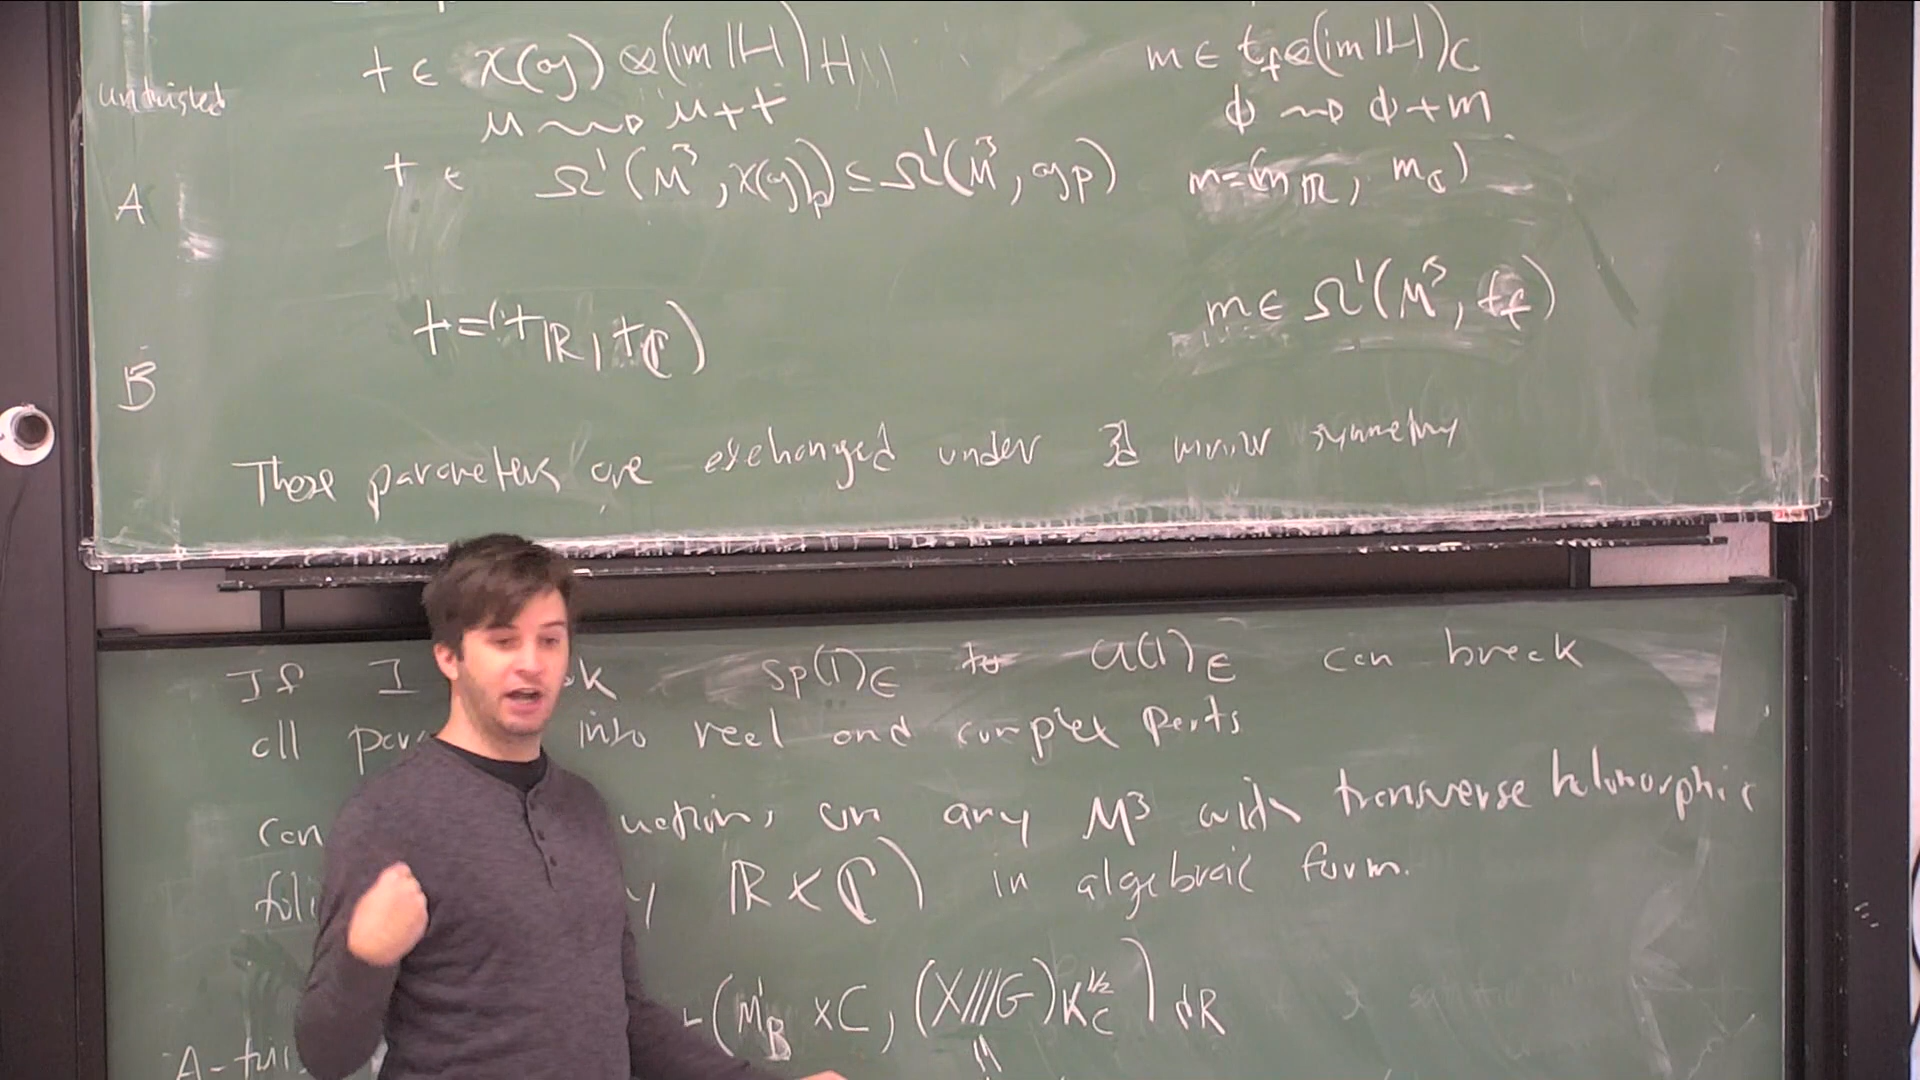 t ∈ χ(𝔤) ⊗ (im ℍ)_H    m ∈ t_f ⊗ (im ℍ)_C
untwisted    μ ⇝ μ + t    ϕ ⇝ ϕ + m
A    t ∈ Ω¹(M³, χ(𝔤)_p) ⊆ Ω¹(M³, 𝔤_P)    m = (m_ℝ, m_ℂ)
B    t = (t_ℝ, t_ℂ)    m ∈ Ω¹(M³, t_f)
These parameters are exchanged under 3d mirror symmetry
If I Sp(1)_E to U(1)_E can break
all into real and complex parts.
on any M³ with transverse holomorphic
ℝ × ℂ) in algebraic form.
(M¹_B × C, (X///G)_{K_C^{1/2}})_{dR}
A-